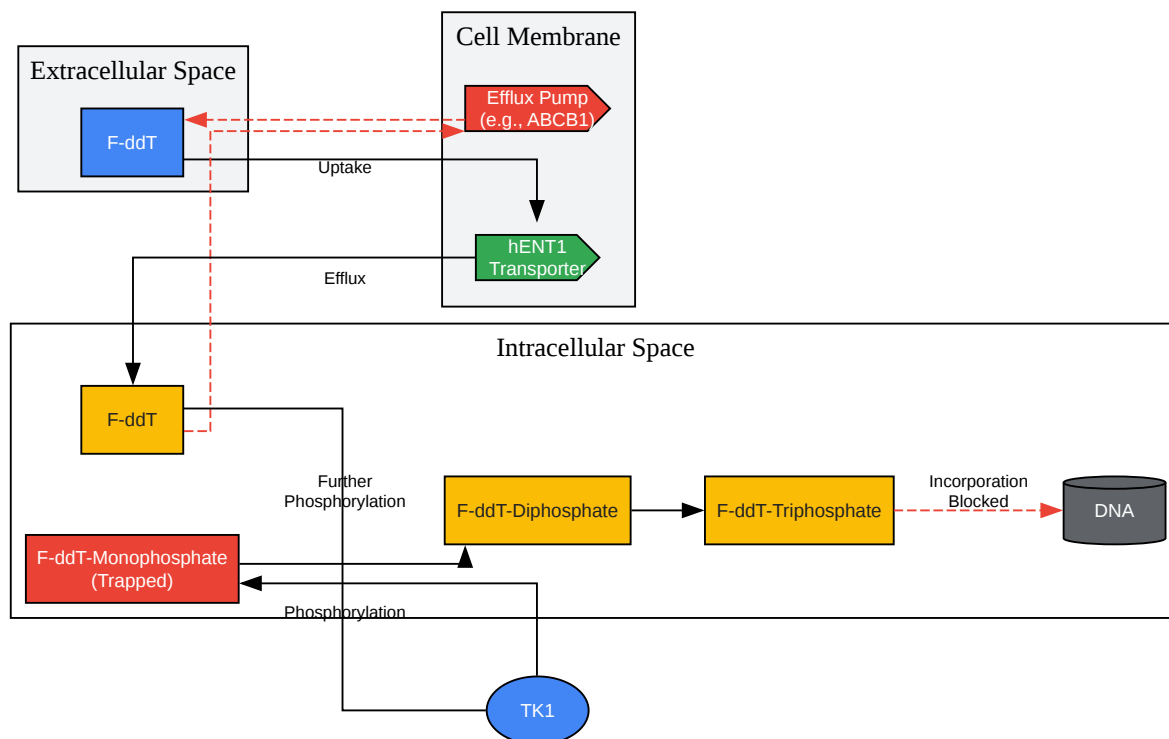 Cell Membrane
Extracellular Space
Efflux Pump
(e.g., ABCB1)
F-ddT
Uptake
hENT1
Transporter
Efflux
Intracellular Space
F-ddT
Further
Phosphorylation
F-ddT-Diphosphate
F-ddT-Triphosphate
Incorporation
Blocked
DNA
F-ddT-Monophosphate
(Trapped)
Phosphorylation
TK1